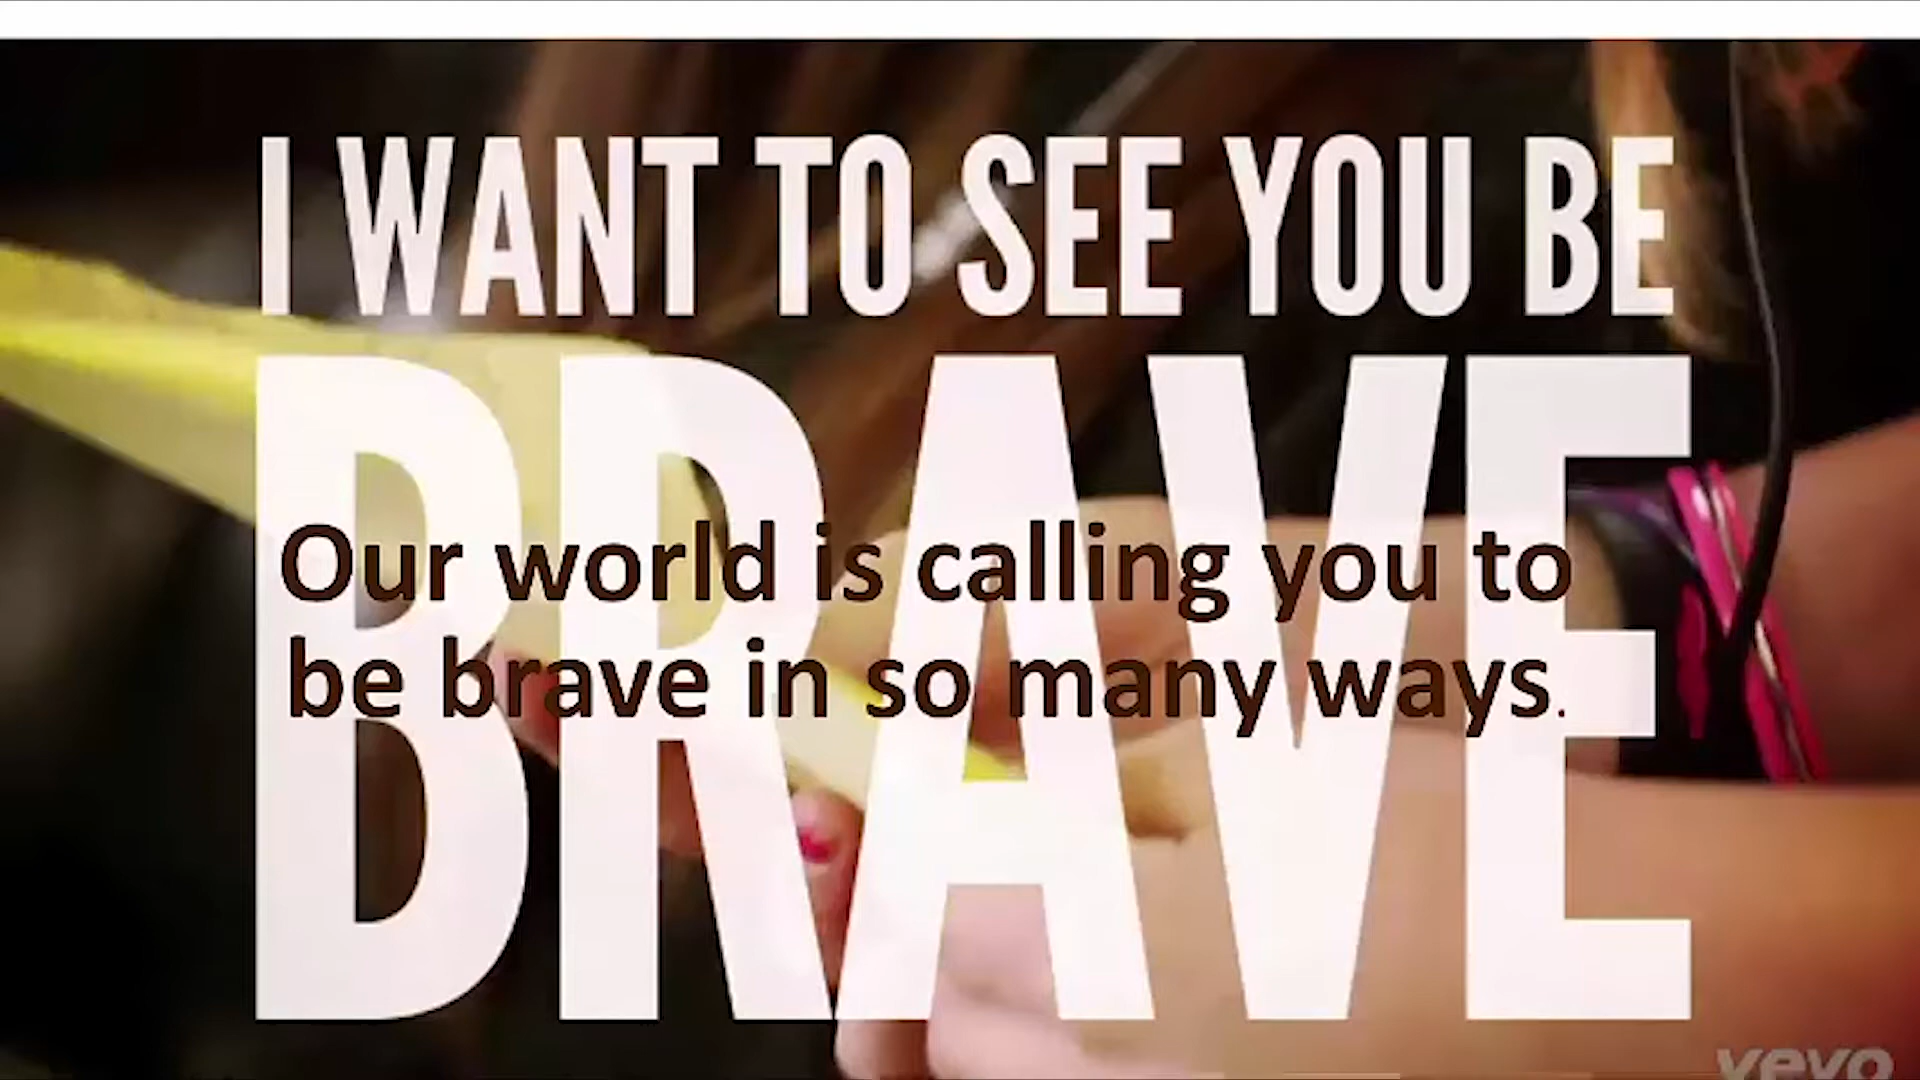 I WANT TO SEE YOU BE
BRAVE
Our world is calling you to
be brave in so many ways.
vevo